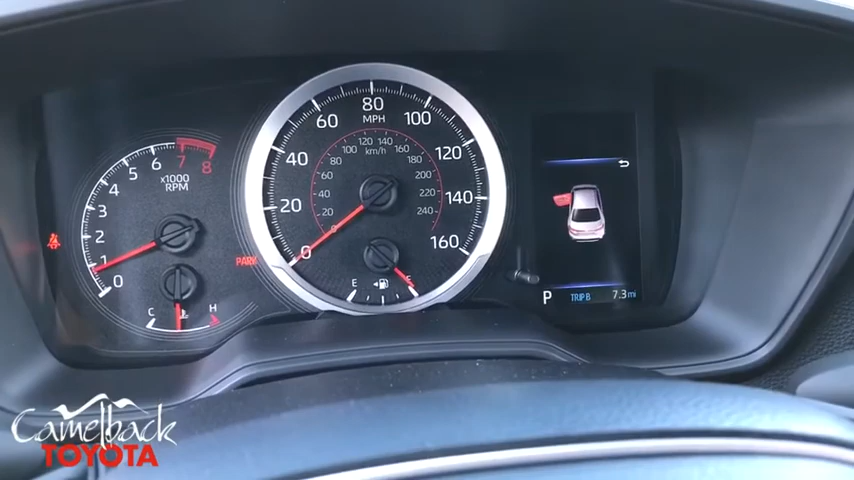 0 1 2 3 4 5 6 7 8
x1000
RPM
C H
PARK
0 20 40 60 80 100 120 140 160
MPH
0 20 40 60 80 100 120 140 160 180 200 220 240
km/h
E F
P TRIP B 7.3 mi
Camelback
TOYOTA